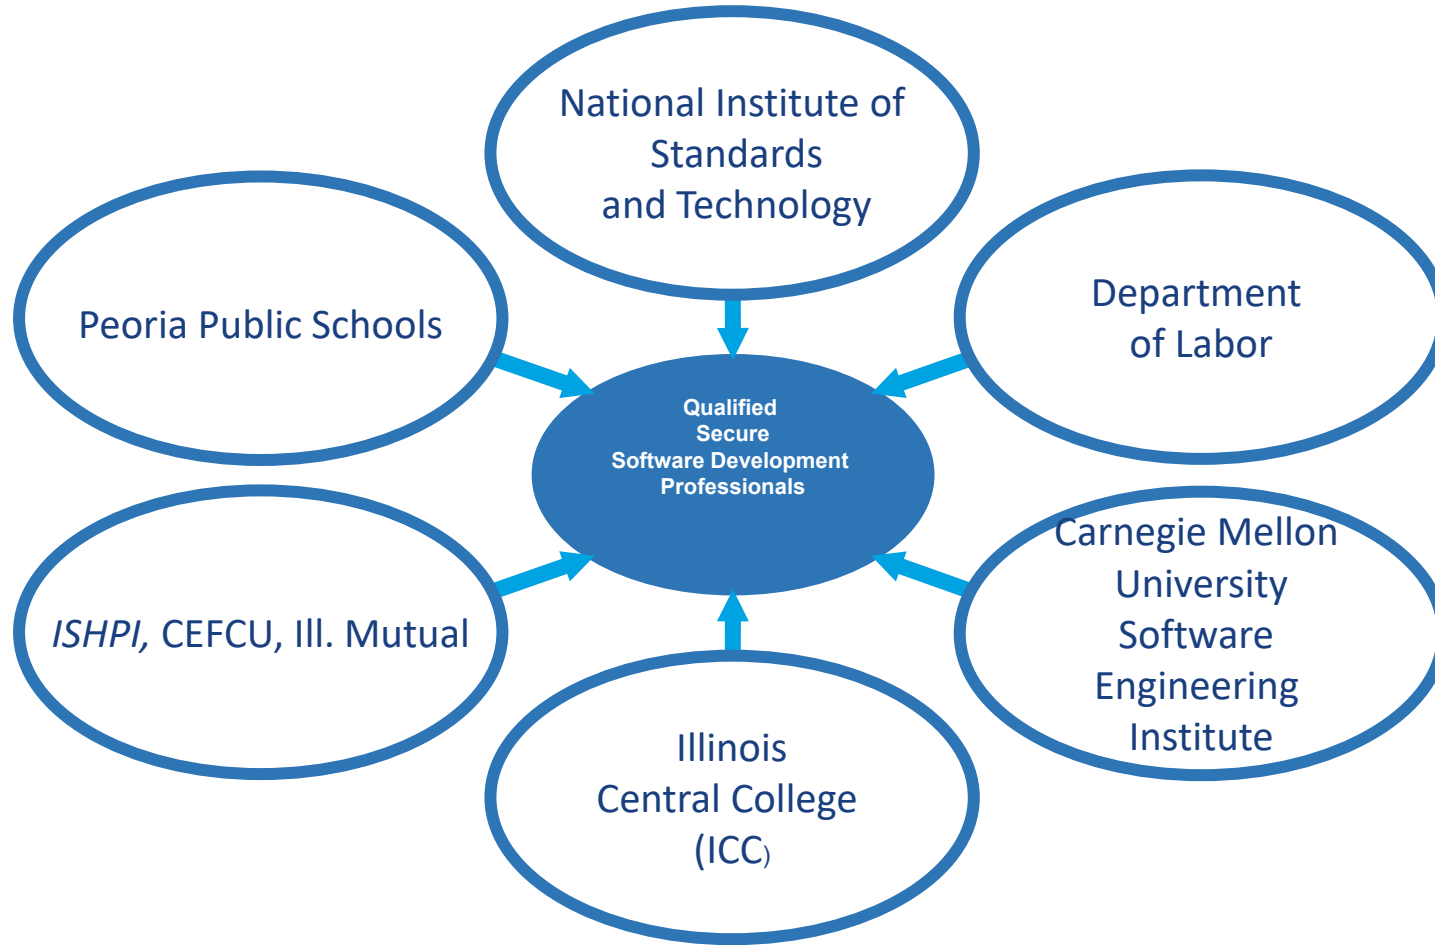 National Institute of
Standards
and Technology
Peoria Public Schools
Department
of Labor
Qualified
Secure
Software Development
Professionals
ISHPI, CEFCU, Ill. Mutual
Carnegie Mellon
University
Software
Engineering
Institute
Illinois
Central College
(ICC)